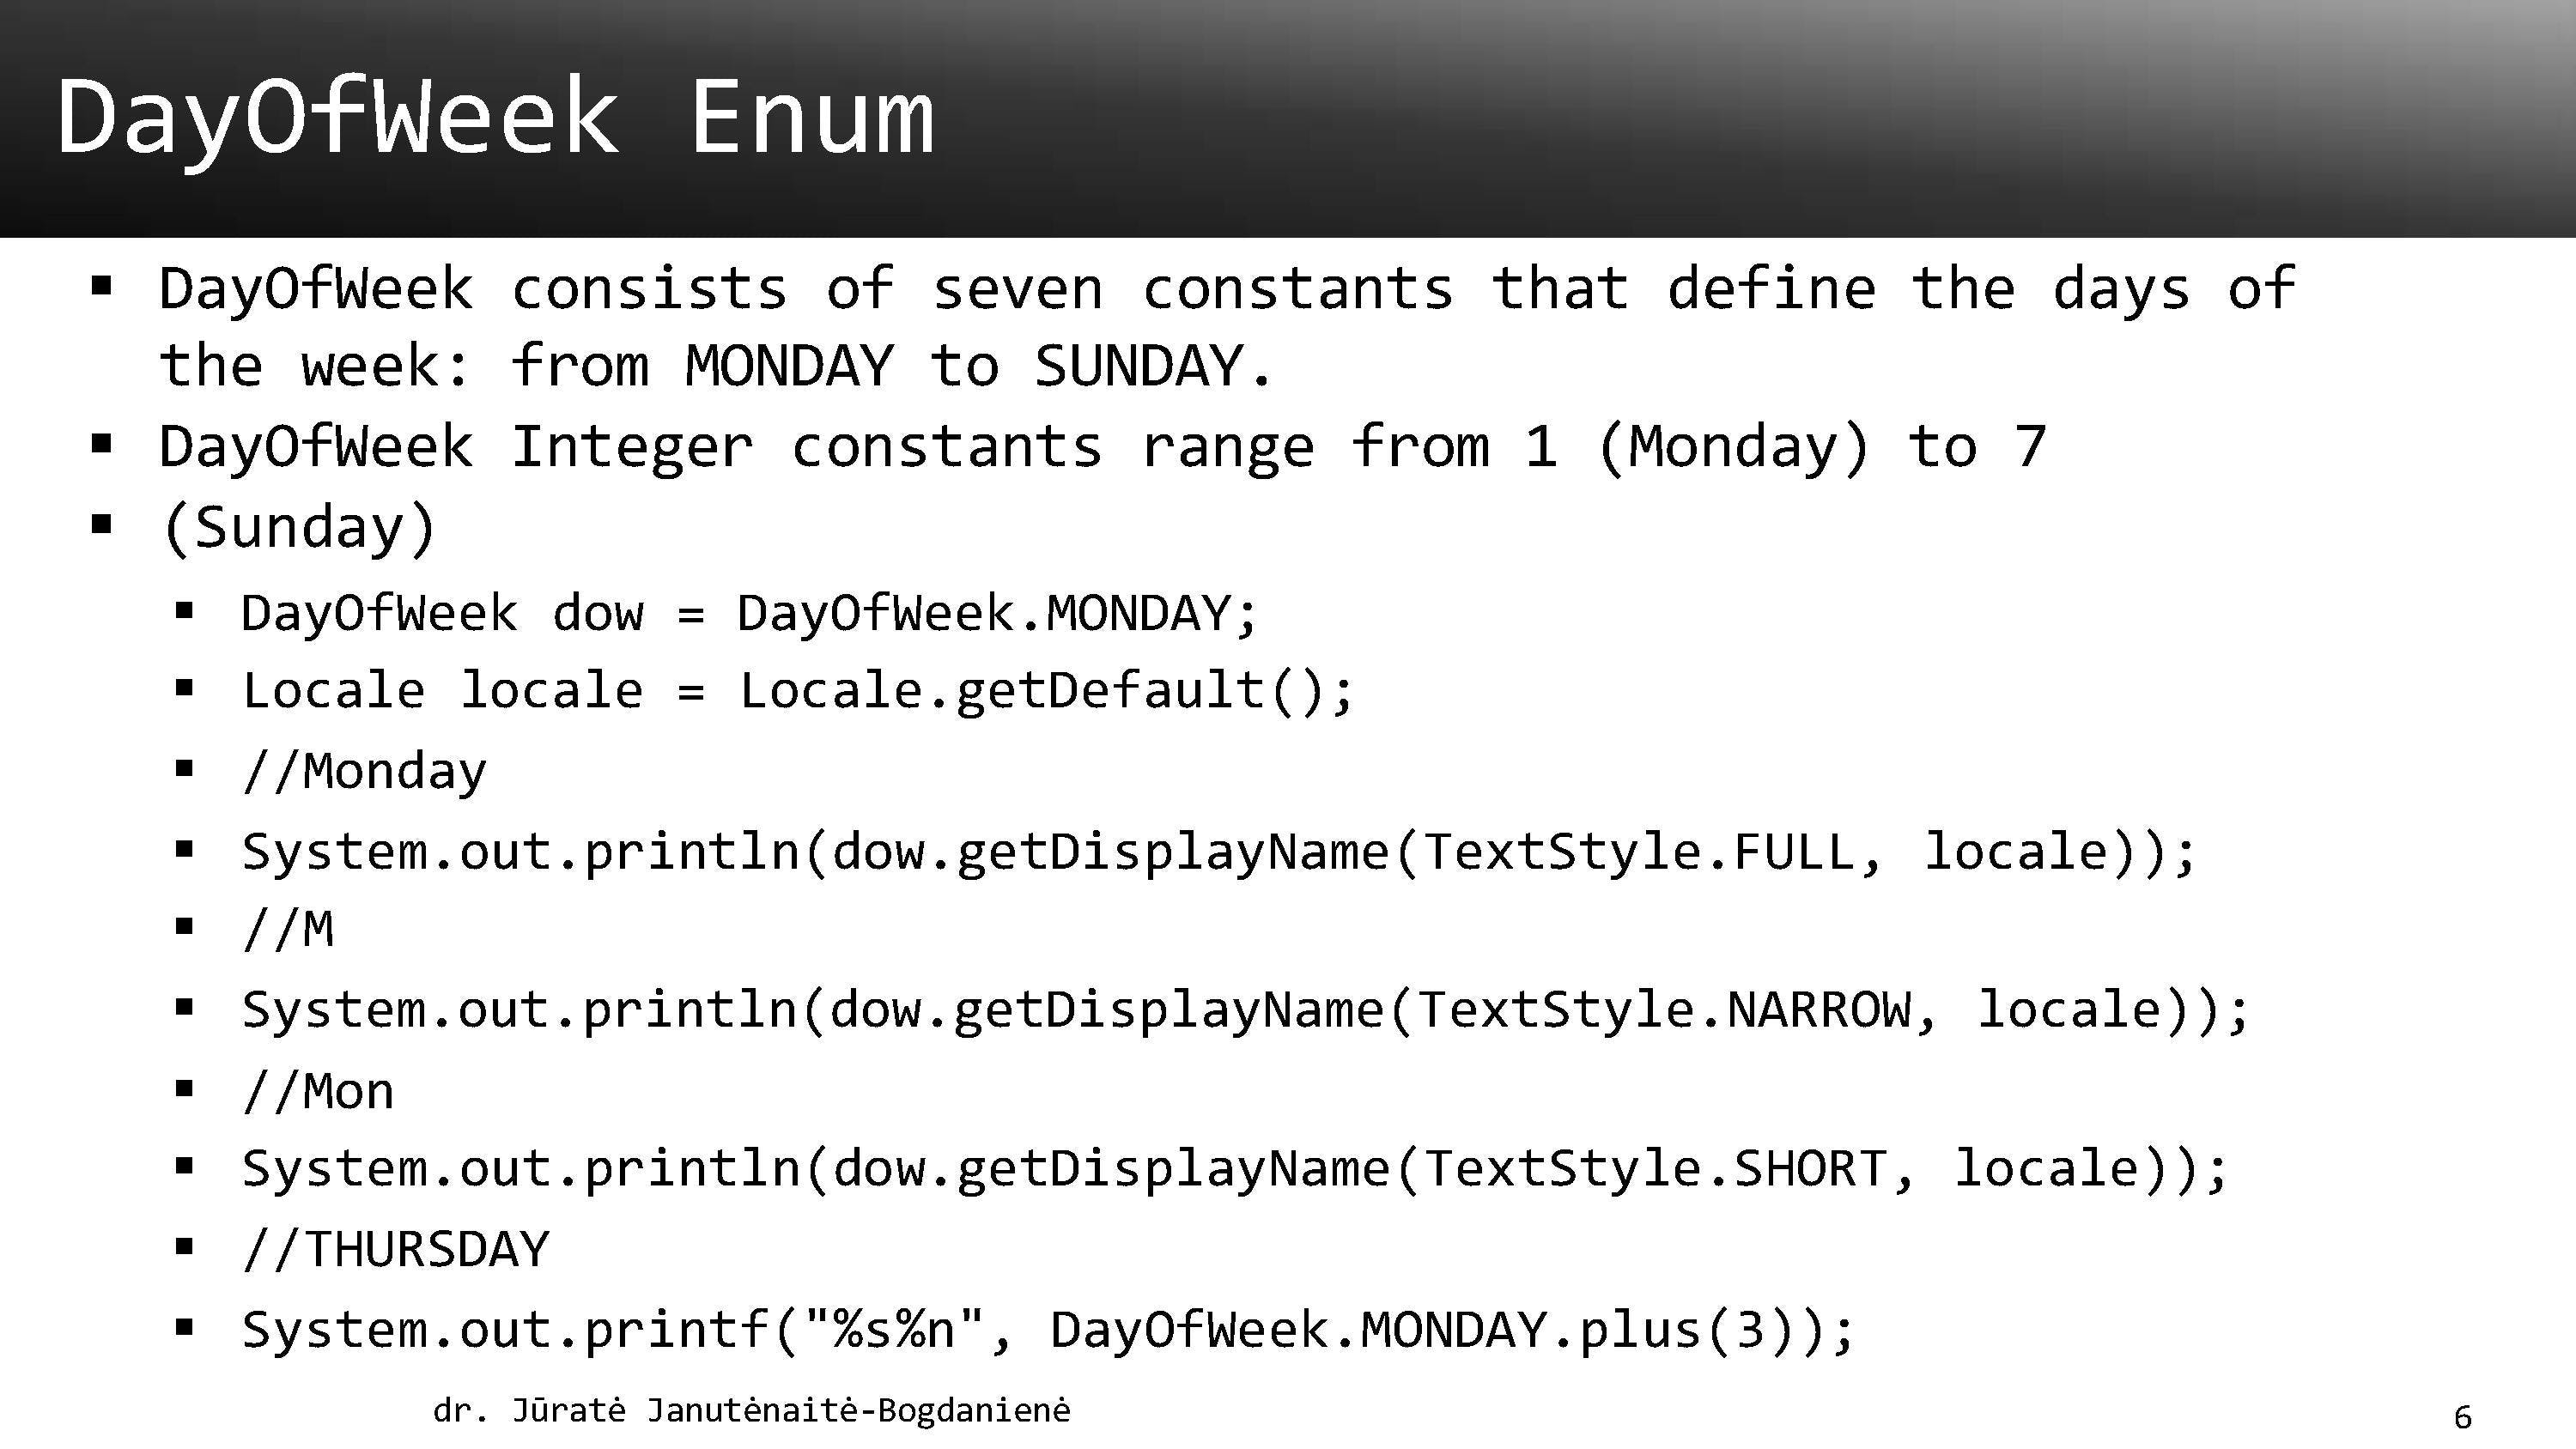 DayOfWeek Enum
▪ DayOfWeek consists of seven constants that define the days of
the week: from MONDAY to SUNDAY.
▪ DayOfWeek Integer constants range from 1 (Monday) to 7
▪ (Sunday)
▪ DayOfWeek dow = DayOfWeek.MONDAY;
▪ Locale locale = Locale.getDefault();
▪ //Monday
▪ System.out.println(dow.getDisplayName(TextStyle.FULL, locale));
▪ //M
▪ System.out.println(dow.getDisplayName(TextStyle.NARROW, locale));
▪ //Mon
▪ System.out.println(dow.getDisplayName(TextStyle.SHORT, locale));
▪ //THURSDAY
▪ System.out.printf("%s%n", DayOfWeek.MONDAY.plus(3));
dr. Jūratė Janutėnaitė-Bogdanienė
6